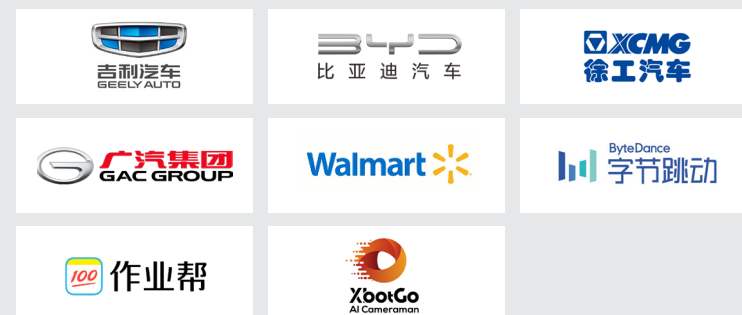 吉利汽车
GEELY AUTO
BYD
比亚迪汽车
XCMG
徐工汽车
广汽集团
GAC GROUP
Walmart
ByteDance
字节跳动
100
作业帮
XbotGo
AI Cameraman